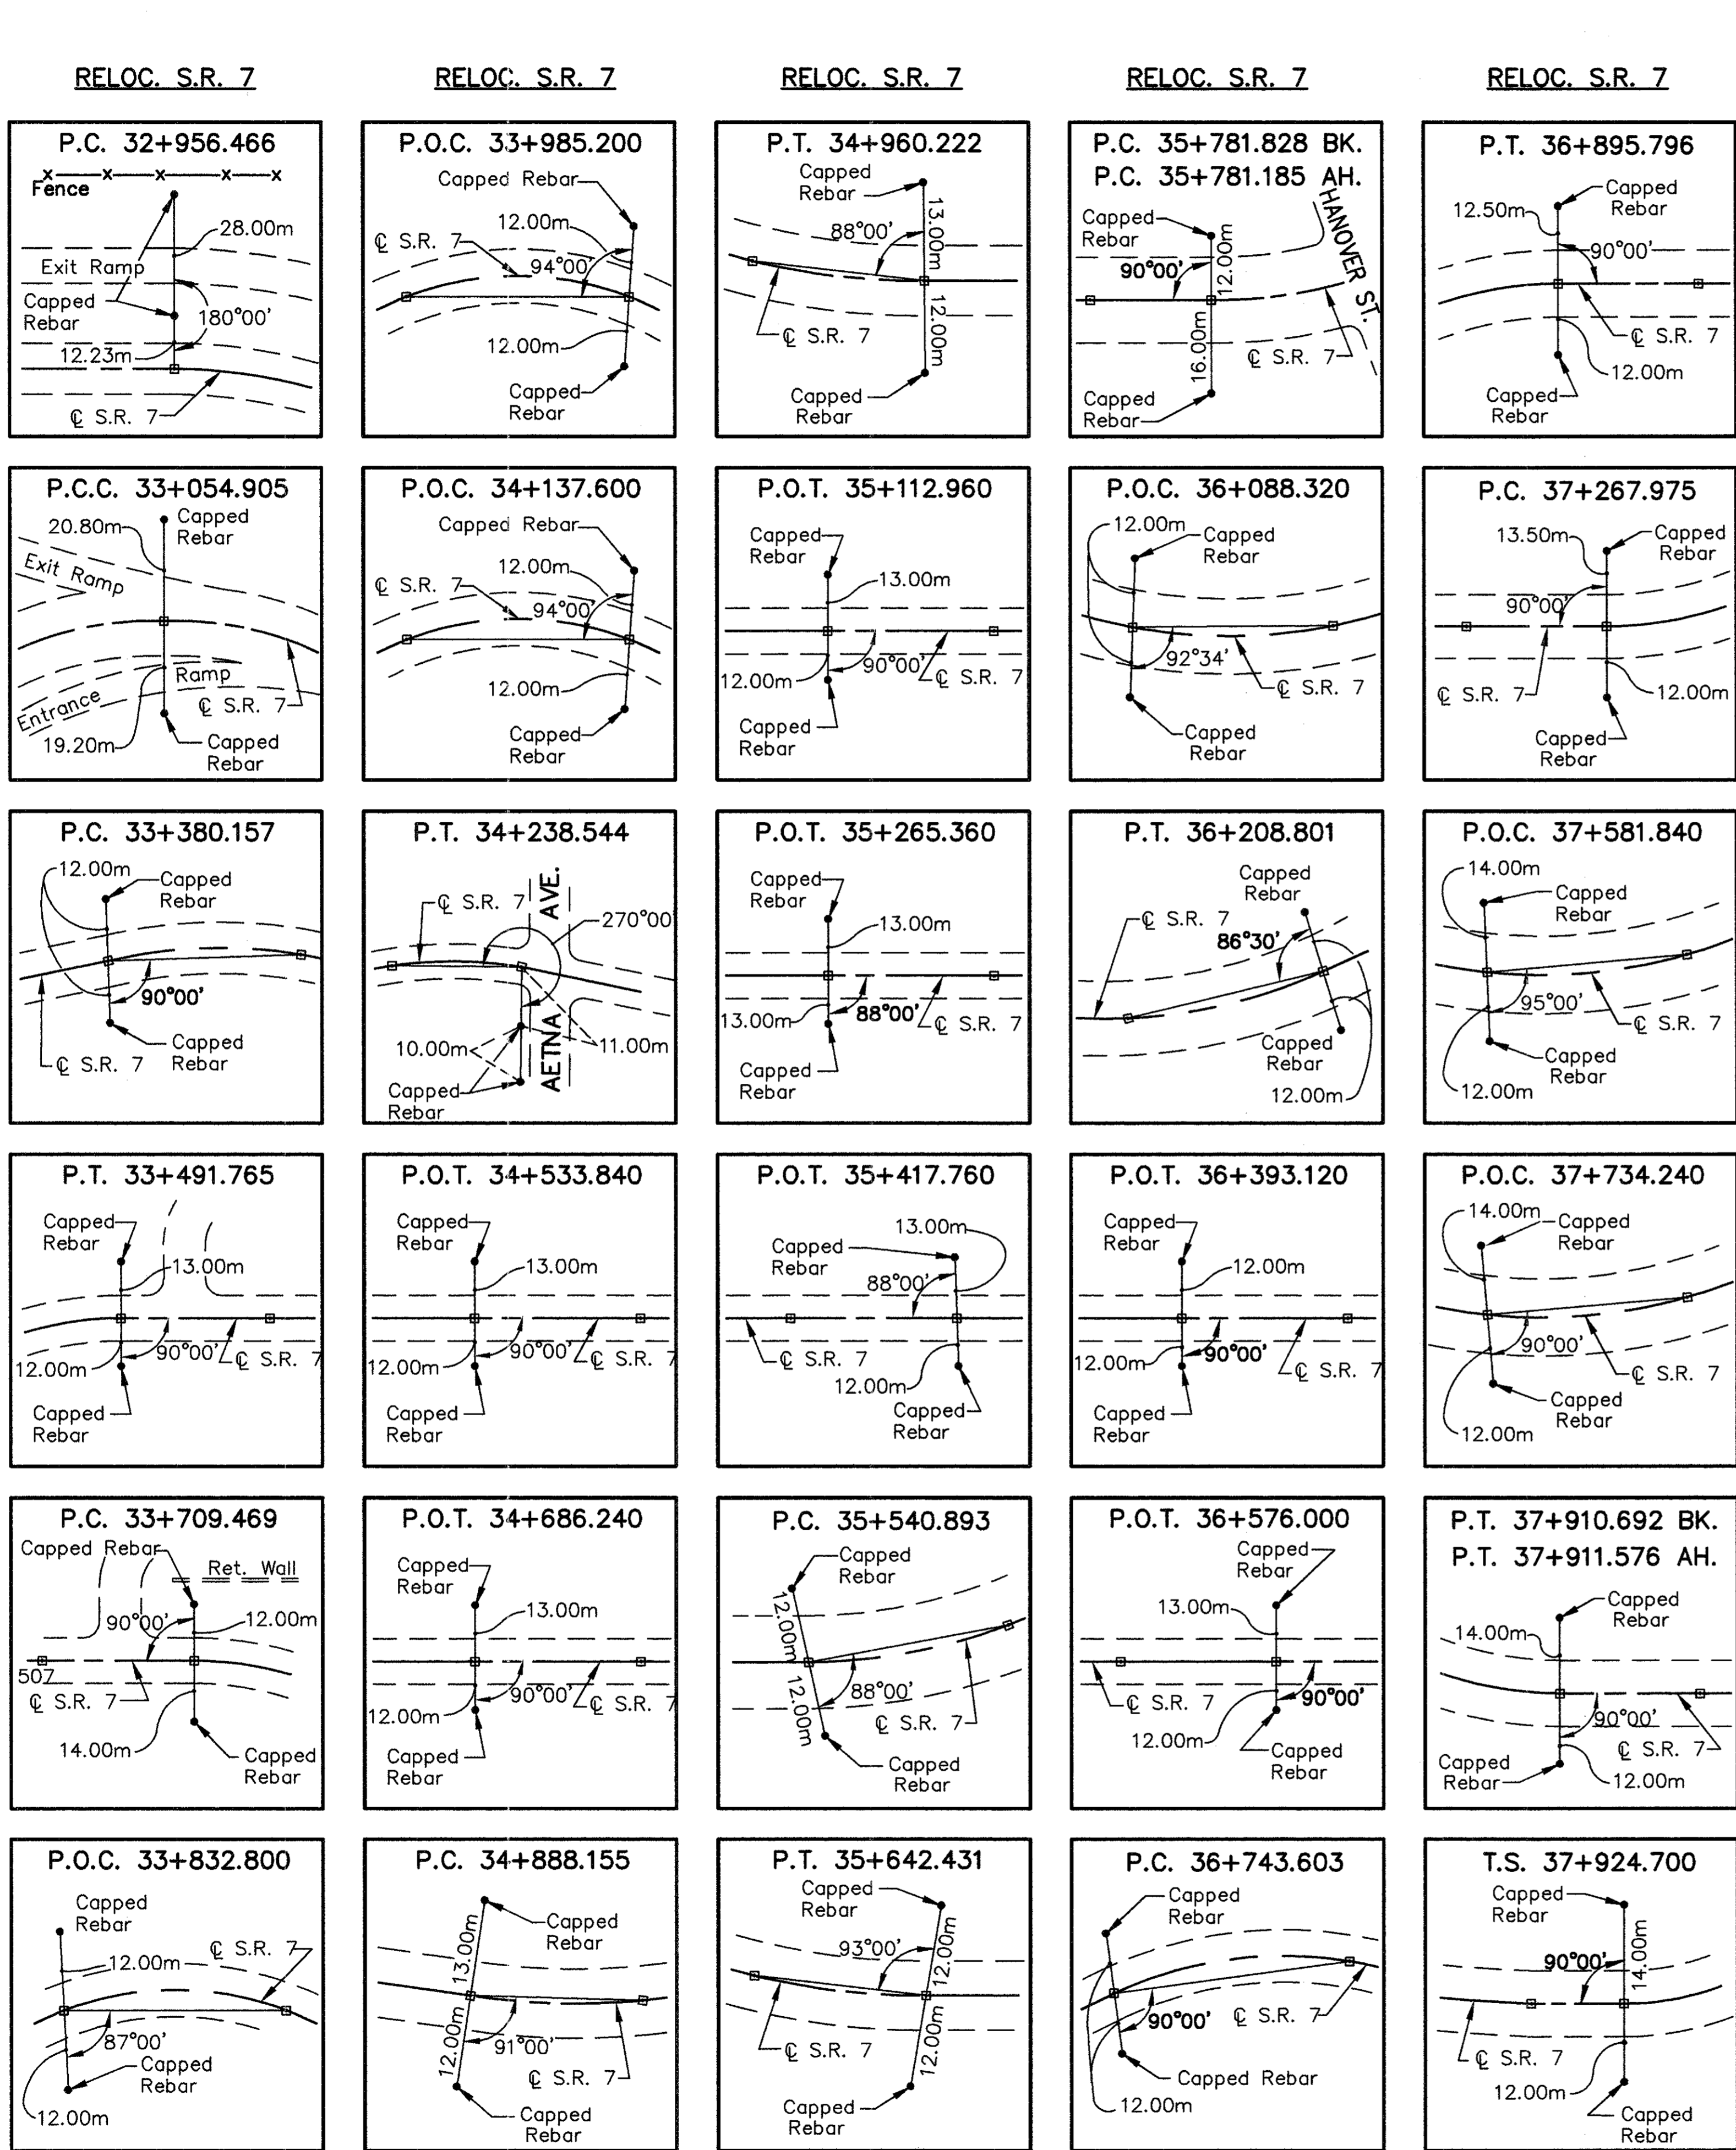 RELOC. S.R. 7
RELOC. S.R. 7
RELOC. S.R. 7
RELOC. S.R. 7
RELOC. S.R. 7
P.C. 32+956.466
Fence
28.00m
Exit Ramp
Capped
Rebar
180°00'
12.23m
℄ S.R. 7
P.O.C. 33+985.200
Capped Rebar
12.00m
℄ S.R. 7
94°00'
12.00m
Capped
Rebar
P.T. 34+960.222
Capped
Rebar
13.00m
88°00'
12.00m
℄ S.R. 7
Capped
Rebar
P.C. 35+781.828 BK.
P.C. 35+781.185 AH.
HANOVER ST.
Capped
Rebar
12.00m
90°00'
16.00m
℄ S.R. 7
Capped
Rebar
P.T. 36+895.796
Capped
Rebar
12.50m
90°00'
℄ S.R. 7
12.00m
Capped
Rebar
P.C.C. 33+054.905
20.80m
Capped
Rebar
Exit Ramp
Ramp
Entrance
℄ S.R. 7
19.20m
Capped
Rebar
P.O.C. 34+137.600
Capped Rebar
12.00m
℄ S.R. 7
94°00'
12.00m
Capped
Rebar
P.O.T. 35+112.960
Capped
Rebar
13.00m
90°00'
12.00m
℄ S.R. 7
Capped
Rebar
P.O.C. 36+088.320
12.00m
Capped
Rebar
92°34'
℄ S.R. 7
Capped
Rebar
P.C. 37+267.975
13.50m
Capped
Rebar
90°00'
℄ S.R. 7
12.00m
Capped
Rebar
P.C. 33+380.157
12.00m
Capped
Rebar
90°00'
℄ S.R. 7
Capped
Rebar
P.T. 34+238.544
℄ S.R. 7
AVE.
270°00'
10.00m
11.00m
AETNA
Capped
Rebar
P.O.T. 35+265.360
Capped
Rebar
13.00m
13.00m
88°00'
℄ S.R. 7
Capped
Rebar
P.T. 36+208.801
Capped
Rebar
℄ S.R. 7
86°30'
Capped
Rebar
12.00m
P.O.C. 37+581.840
14.00m
Capped
Rebar
95°00'
℄ S.R. 7
Capped
Rebar
12.00m
P.T. 33+491.765
Capped
Rebar
13.00m
12.00m
90°00'
℄ S.R. 7
Capped
Rebar
P.O.T. 34+533.840
Capped
Rebar
13.00m
12.00m
90°00'
℄ S.R. 7
Capped
Rebar
P.O.T. 35+417.760
13.00m
Capped
Rebar
88°00'
℄ S.R. 7
12.00m
Capped
Rebar
P.O.T. 36+393.120
Capped
Rebar
12.00m
12.00m
90°00'
℄ S.R. 7
Capped
Rebar
P.O.C. 37+734.240
14.00m
Capped
Rebar
90°00'
℄ S.R. 7
Capped
Rebar
12.00m
P.C. 33+709.469
Capped Rebar
Ret. Wall
90°00'
12.00m
507
℄ S.R. 7
14.00m
Capped
Rebar
P.O.T. 34+686.240
Capped
Rebar
13.00m
12.00m
90°00'
℄ S.R. 7
Capped
Rebar
P.C. 35+540.893
Capped
Rebar
12.00m
88°00'
12.00m
℄ S.R. 7
Capped
Rebar
P.O.T. 36+576.000
Capped
Rebar
13.00m
℄ S.R. 7
90°00'
12.00m
Capped
Rebar
P.T. 37+910.692 BK.
P.T. 37+911.576 AH.
Capped
Rebar
14.00m
90°00'
℄ S.R. 7
Capped
Rebar
12.00m
P.O.C. 33+832.800
Capped
Rebar
℄ S.R. 7
12.00m
87°00'
Capped
Rebar
12.00m
P.C. 34+888.155
Capped
Rebar
13.00m
12.00m
91°00'
℄ S.R. 7
Capped
Rebar
P.T. 35+642.431
Capped
Rebar
93°00'
12.00m
℄ S.R. 7
12.00m
Capped
Rebar
P.C. 36+743.603
Capped
Rebar
90°00'
℄ S.R. 7
Capped Rebar
12.00m
T.S. 37+924.700
Capped
Rebar
90°00'
14.00m
℄ S.R. 7
12.00m
Capped
Rebar